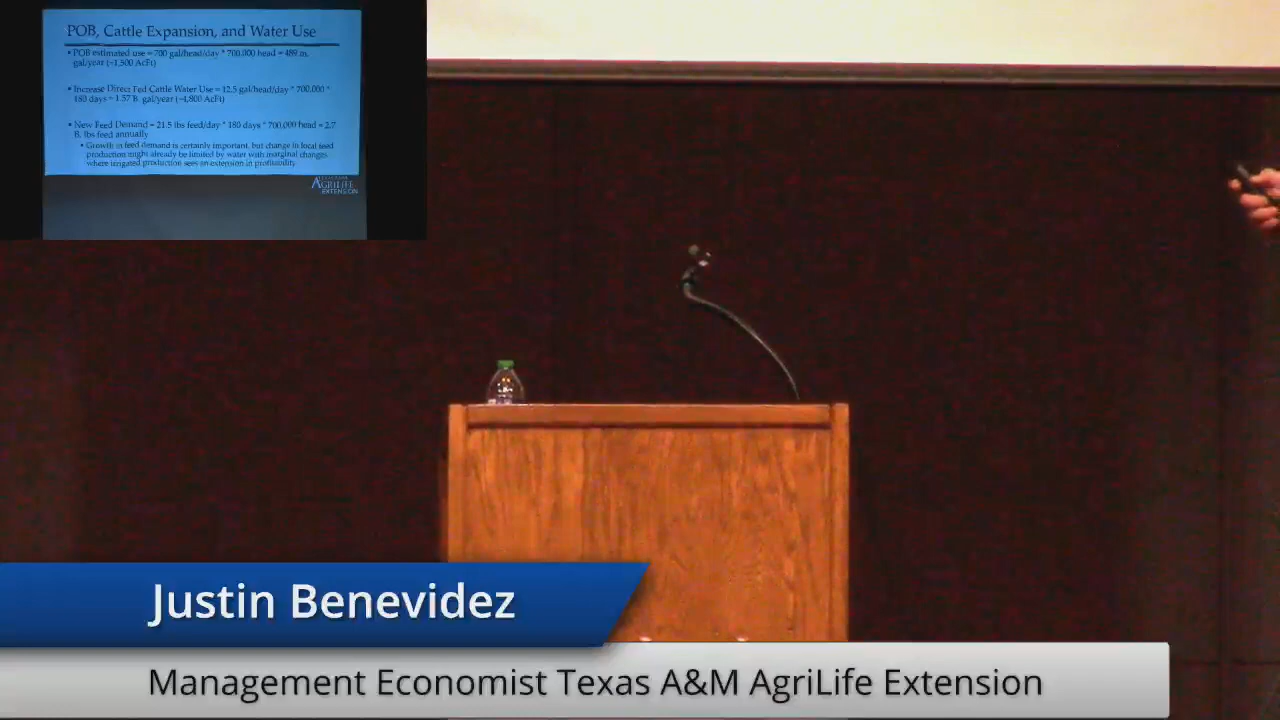 POB, Cattle Expansion, and Water Use
• POB estimated use = 700 gal/head/day * 700,000 head = 489 m. gal/year (~1,500 AcFt)
• Increase Direct Fed Cattle Water Use = 12.5 gal/head/day * 700,000 *
180 days = 1.57 B. gal/year (~4,800 AcFt)
• New Feed Demand = 21.5 lbs feed/day * 180 days * 700,000 head = 2.7
B. lbs feed annually
• Growth in feed demand is certainly important, but change in local feed
production might already be limited by water with marginal changes
where irrigated production sees an extension in profitability.
AGRILIFE
EXTENSION
Justin Benevidez
Management Economist Texas A&M AgriLife Extension